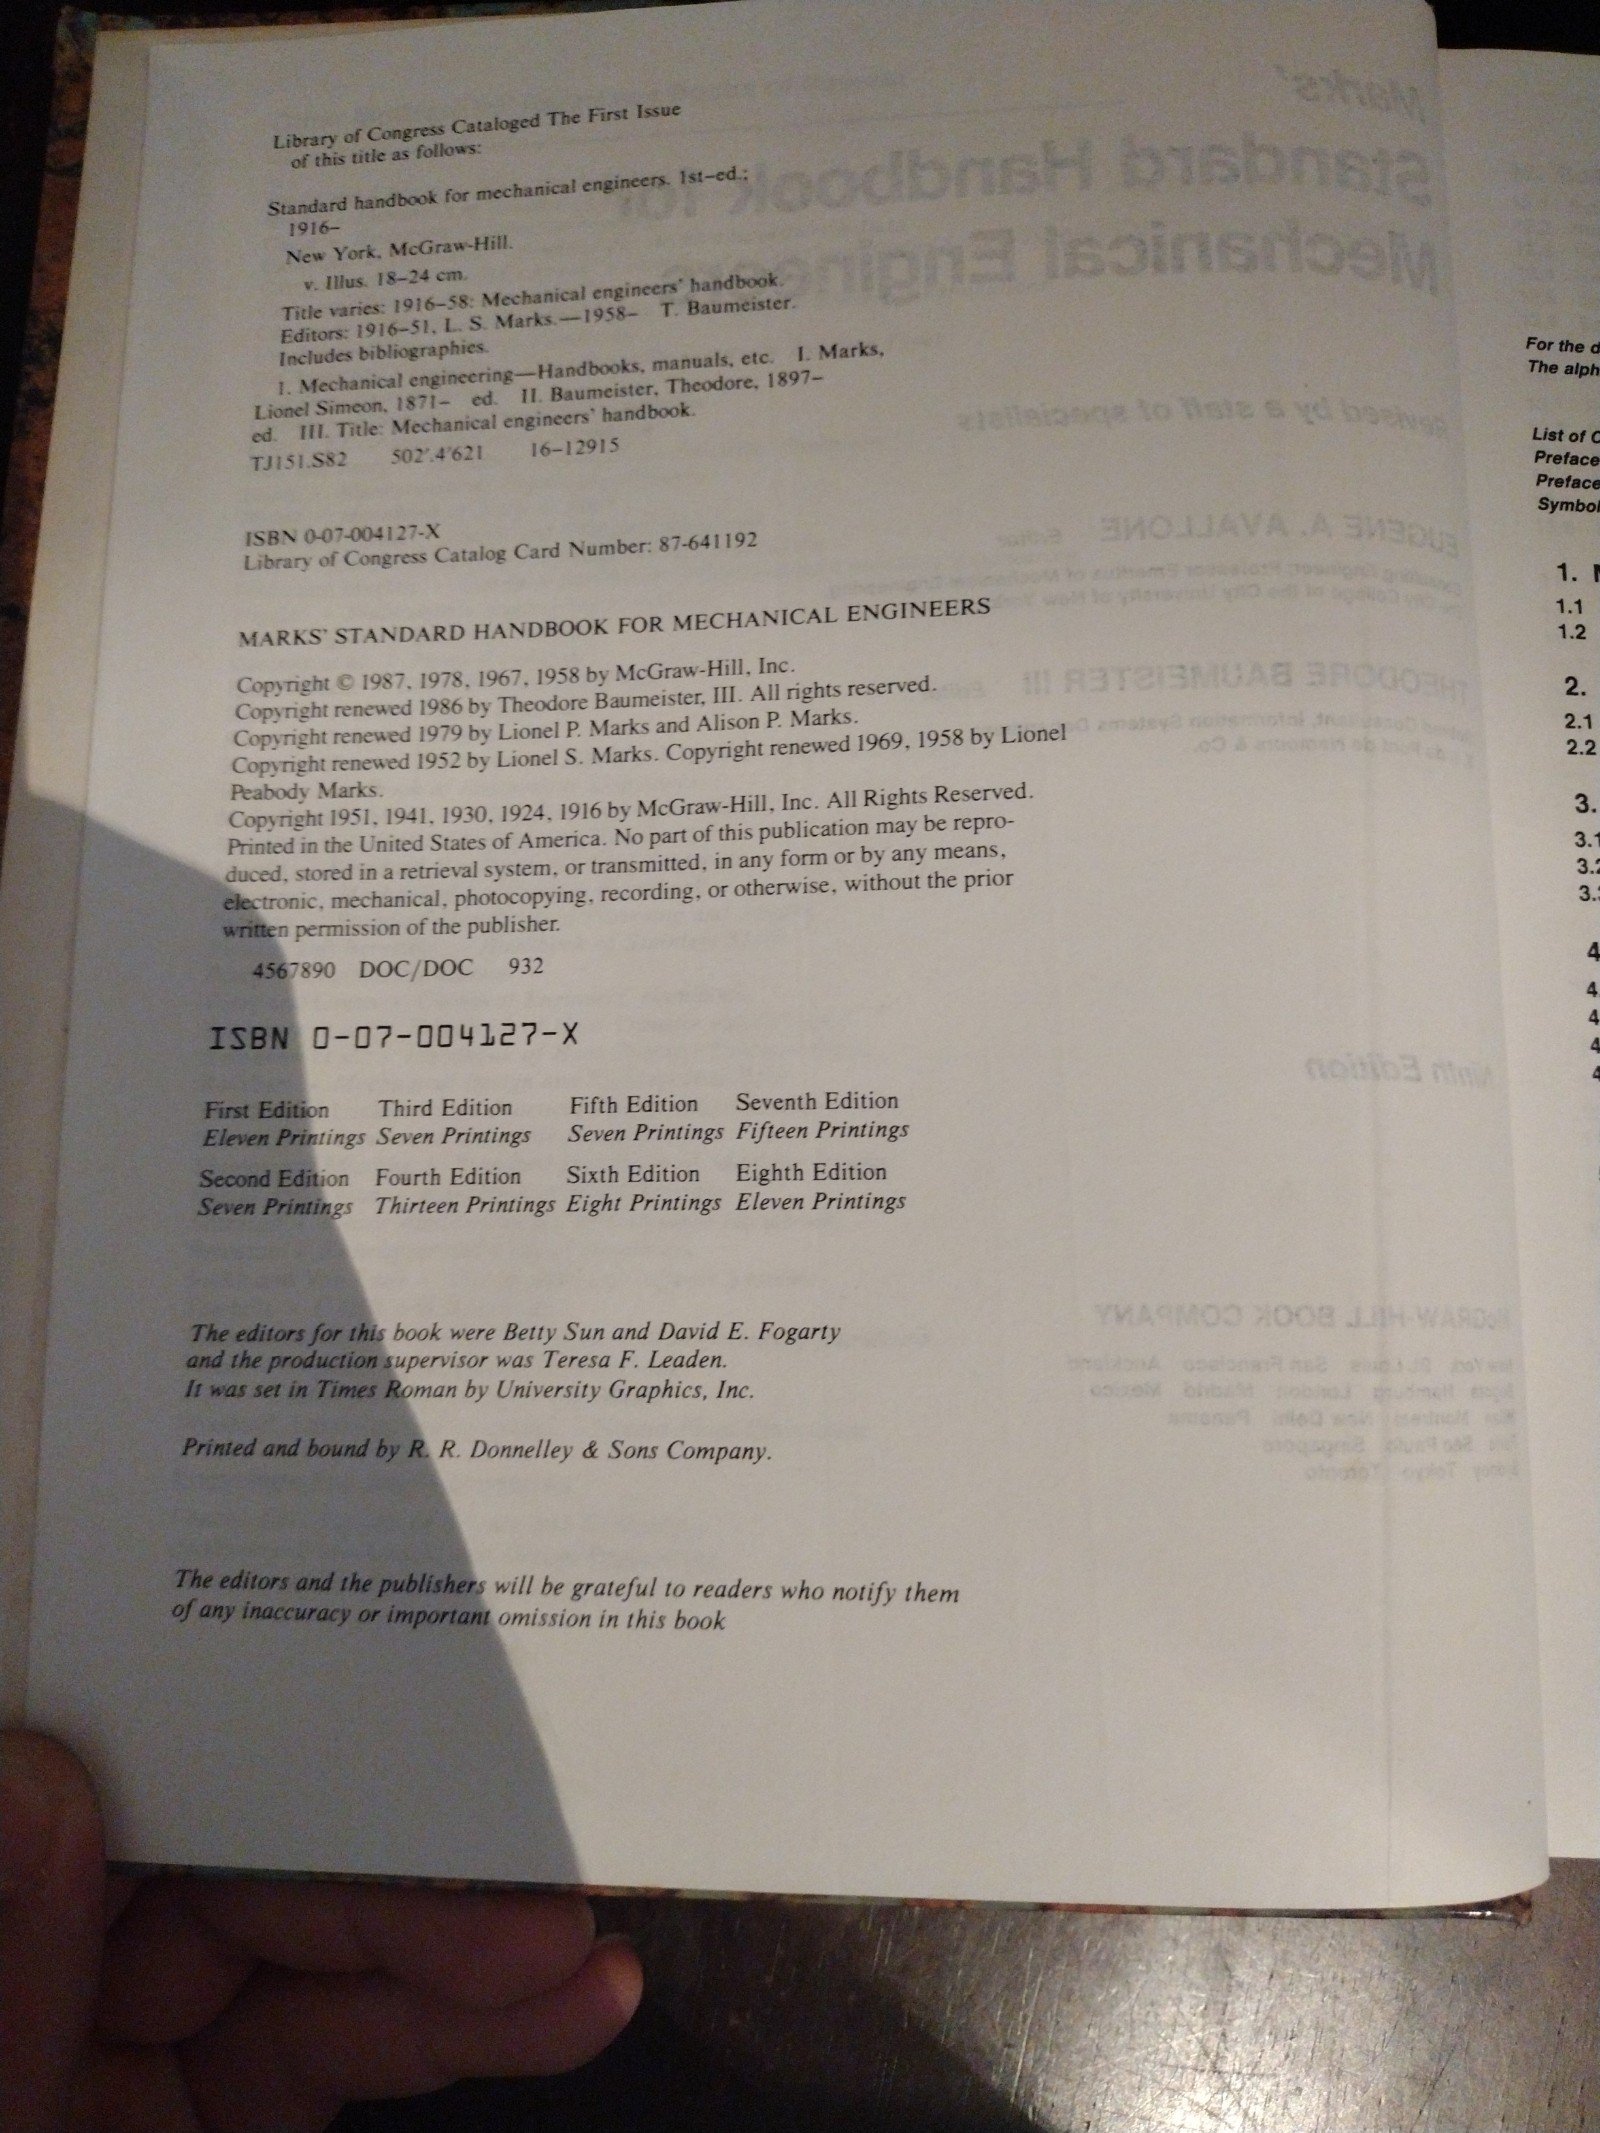 Library of Congress Cataloged The First Issue
of this title as follows:
Standard handbook for mechanical engineers. 1st–ed.;
1916–
New York, McGraw-Hill.
v. Illus. 18–24 cm.
Title varies: 1916–58: Mechanical engineers' handbook.
Editors: 1916–51, L. S. Marks.—1958– T. Baumeister.
Includes bibliographies.
1. Mechanical engineering—Handbooks, manuals, etc. I. Marks,
Lionel Simeon, 1871– ed. II. Baumeister, Theodore, 1897–
ed. III. Title: Mechanical engineers' handbook.
TJ151.S82 502'.4'621 16–12915
ISBN 0-07-004127-X
Library of Congress Catalog Card Number: 87-641192
MARKS' STANDARD HANDBOOK FOR MECHANICAL ENGINEERS
Copyright © 1987, 1978, 1967, 1958 by McGraw-Hill, Inc.
Copyright renewed 1986 by Theodore Baumeister, III. All rights reserved.
Copyright renewed 1979 by Lionel P. Marks and Alison P. Marks.
Copyright renewed 1952 by Lionel S. Marks. Copyright renewed 1969, 1958 by Lionel
Peabody Marks.
Copyright 1951, 1941, 1930, 1924, 1916 by McGraw-Hill, Inc. All Rights Reserved.
Printed in the United States of America. No part of this publication may be repro-
duced, stored in a retrieval system, or transmitted, in any form or by any means,
electronic, mechanical, photocopying, recording, or otherwise, without the prior
written permission of the publisher.
4567890 DOC/DOC 932
ISBN 0-07-004127-X
First Edition Third Edition Fifth Edition Seventh Edition
Eleven Printings Seven Printings Seven Printings Fifteen Printings
Second Edition Fourth Edition Sixth Edition Eighth Edition
Seven Printings Thirteen Printings Eight Printings Eleven Printings
The editors for this book were Betty Sun and David E. Fogarty
and the production supervisor was Teresa F. Leaden.
It was set in Times Roman by University Graphics, Inc.
Printed and bound by R. R. Donnelley & Sons Company.
The editors and the publishers will be grateful to readers who notify them
of any inaccuracy or important omission in this book
For the
The
List of
Preface
Preface
1.
1.1
1.2
2.
2.1
2.2
3.